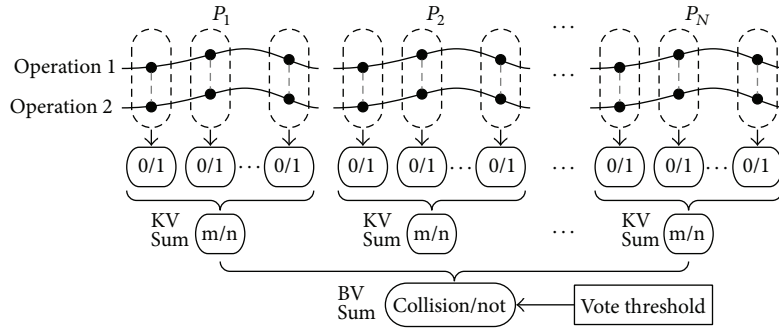 P1 P2 ... PN
Operation 1 ...
Operation 2
0/1 0/1 ... 0/1 0/1 0/1 ... 0/1 ... 0/1 0/1 ... 0/1
KV Sum m/n KV Sum m/n ... KV Sum m/n
BV Sum Collision/not Vote threshold